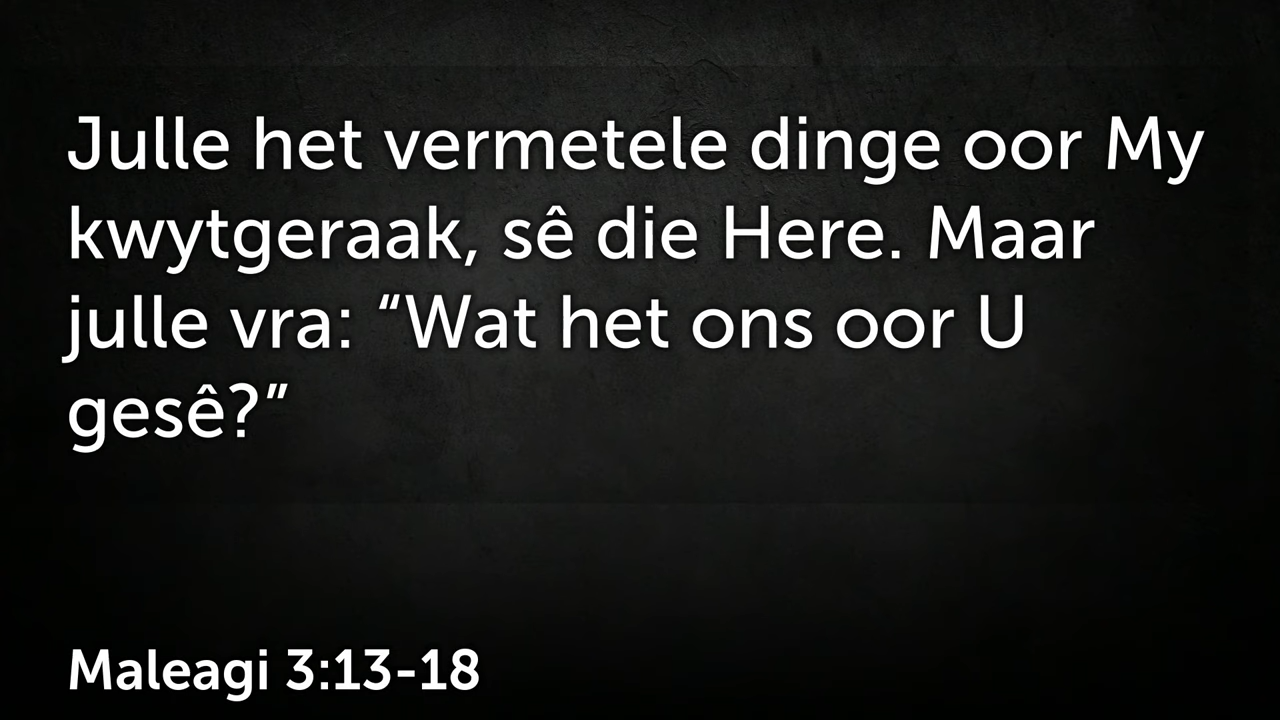 Julle het vermetele dinge oor My
kwytgeraak, sê die Here. Maar
julle vra: “Wat het ons oor U
gesê?”
Maleagi 3:13-18